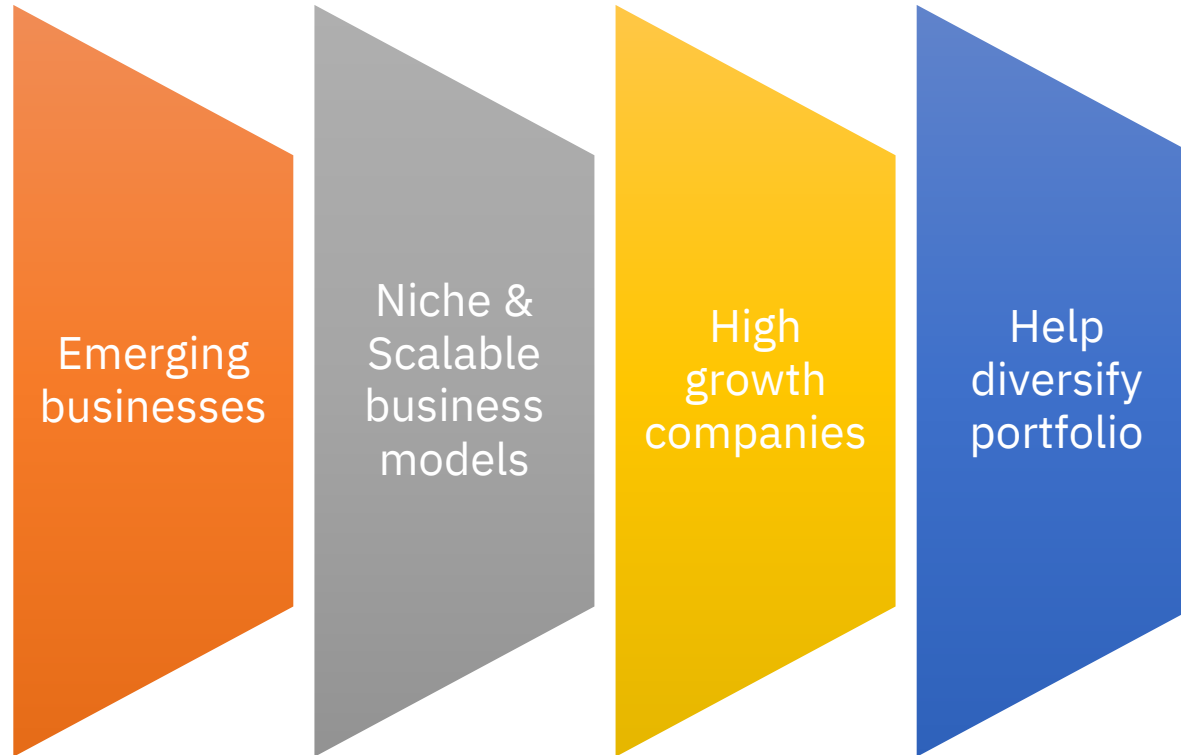 Emerging
businesses
Niche &
Scalable
business
models
High
growth
companies
Help
diversify
portfolio